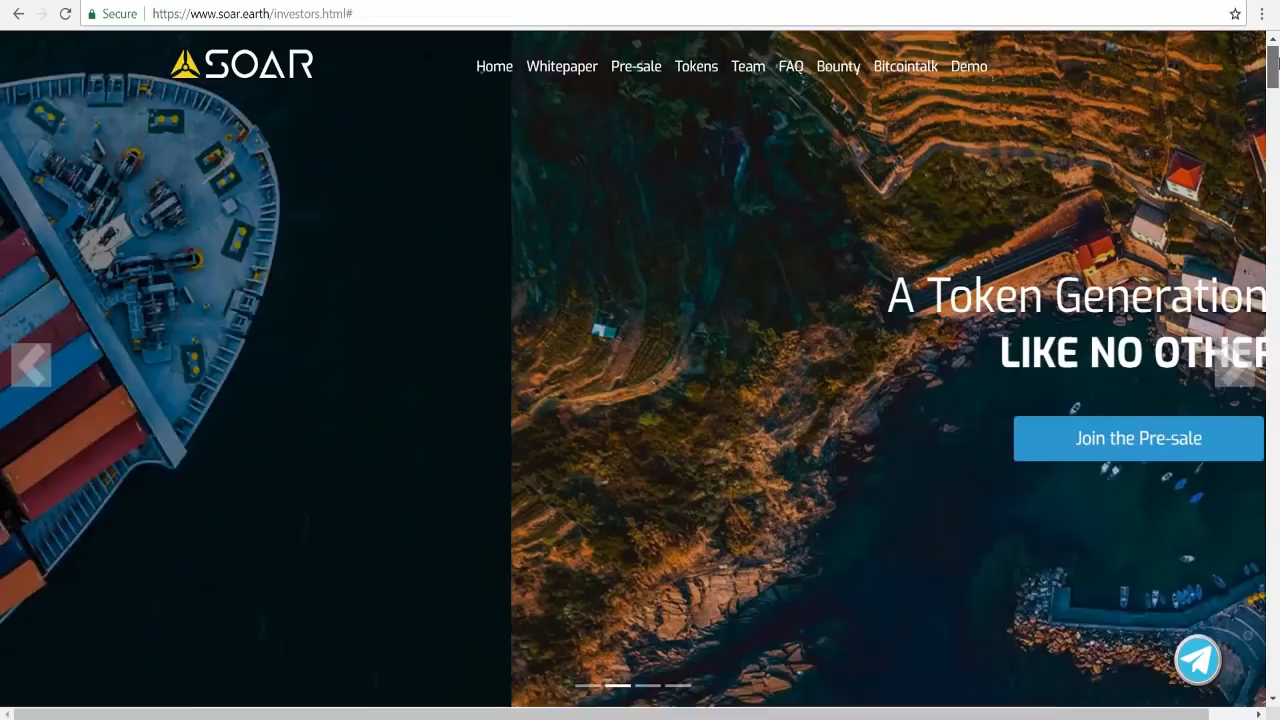 Secure
https://www.soar.earth/investors.html#
SOAR
Home Whitepaper Pre-sale Tokens Team FAQ Bounty Bitcointalk Demo
A Token Generation
LIKE NO OTHER
Join the Pre-sale